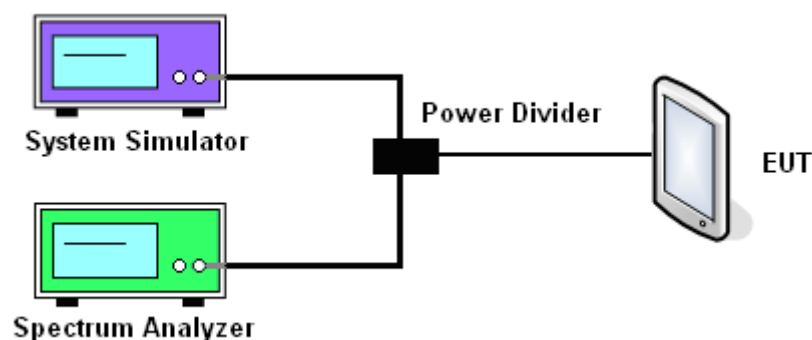 System Simulator
Power Divider
EUT
Spectrum Analyzer